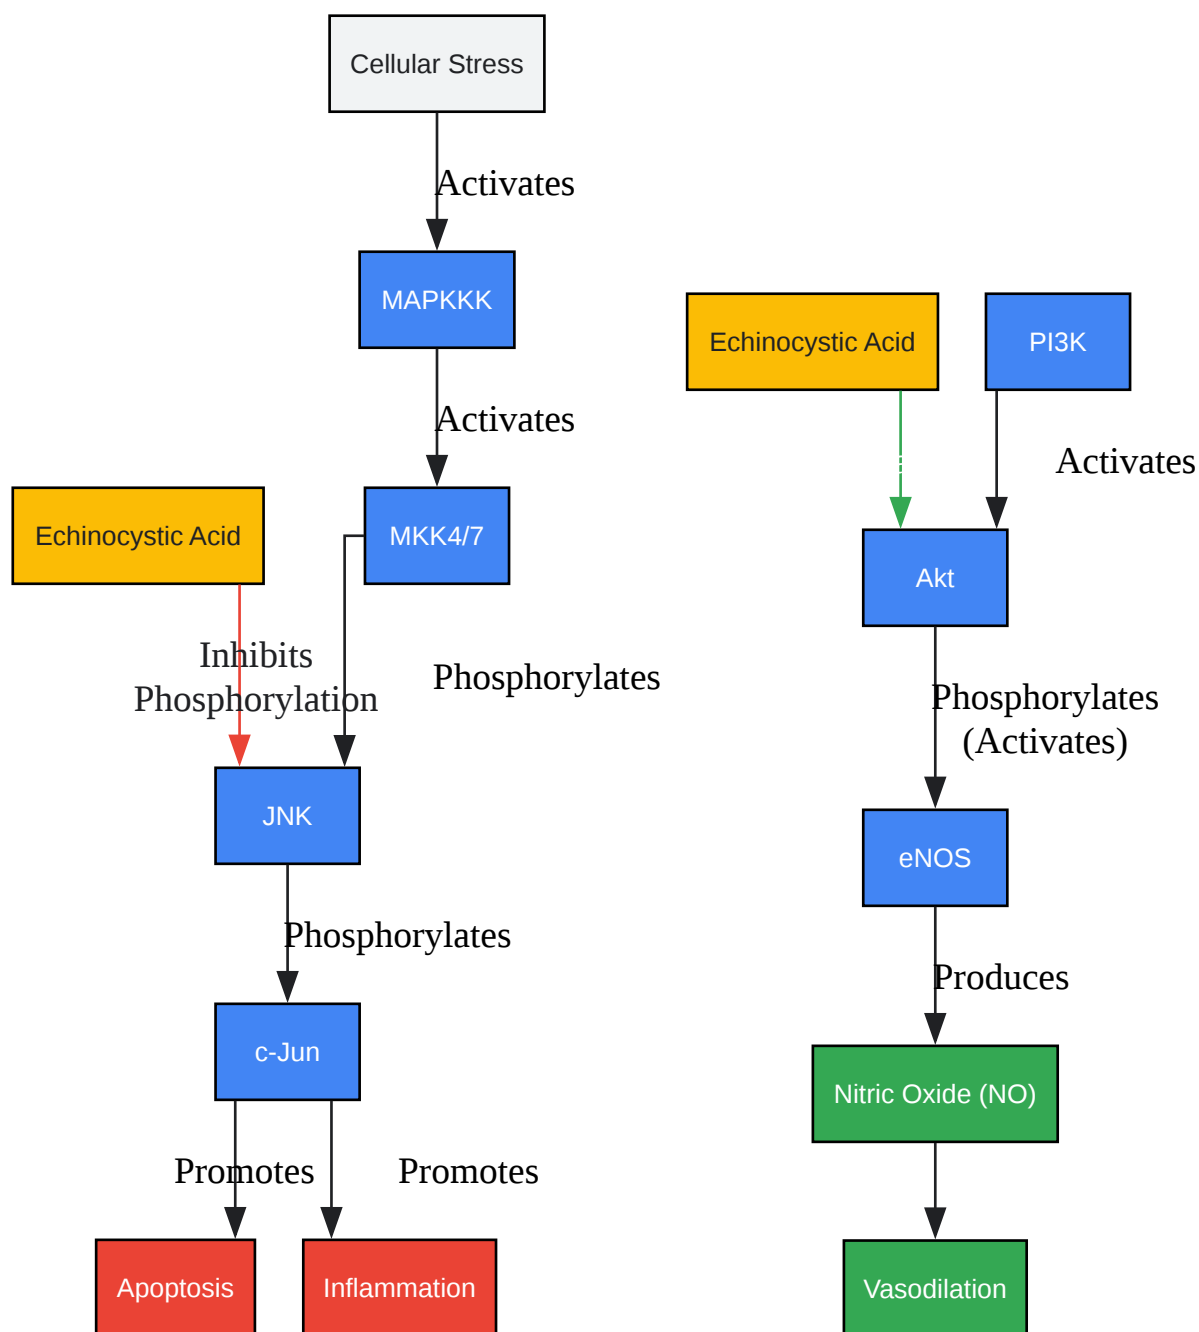 Cellular Stress
Activates
MAPKKK
Activates
Echinocystic Acid
MKK4/7
Inhibits
Phosphorylation
Phosphorylates
JNK
Phosphorylates
c-Jun
Promotes
Promotes
Apoptosis
Inflammation
Echinocystic Acid
PI3K
Activates
Akt
Phosphorylates
(Activates)
eNOS
Produces
Nitric Oxide (NO)
Vasodilation